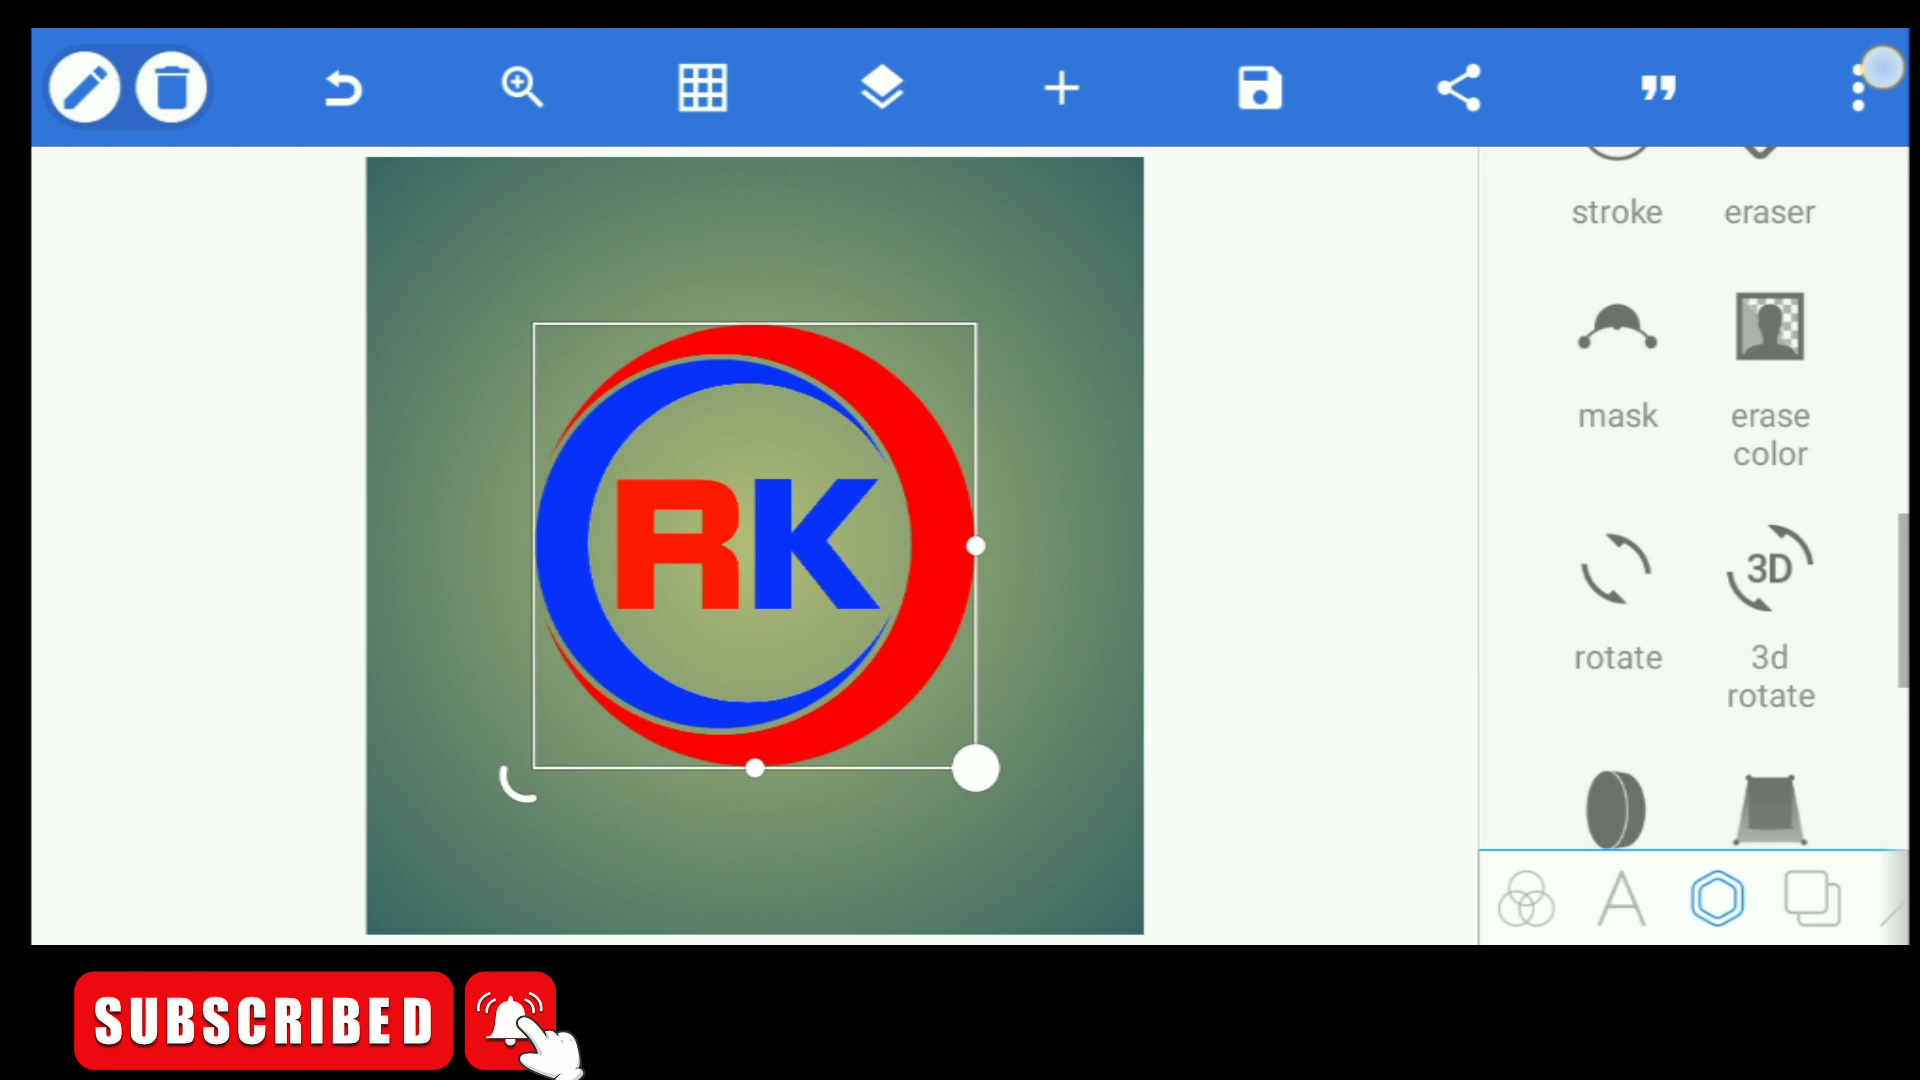 stroke
eraser
mask
erase
color
RK
3D
rotate
3d
rotate
A
SUBSCRIBED